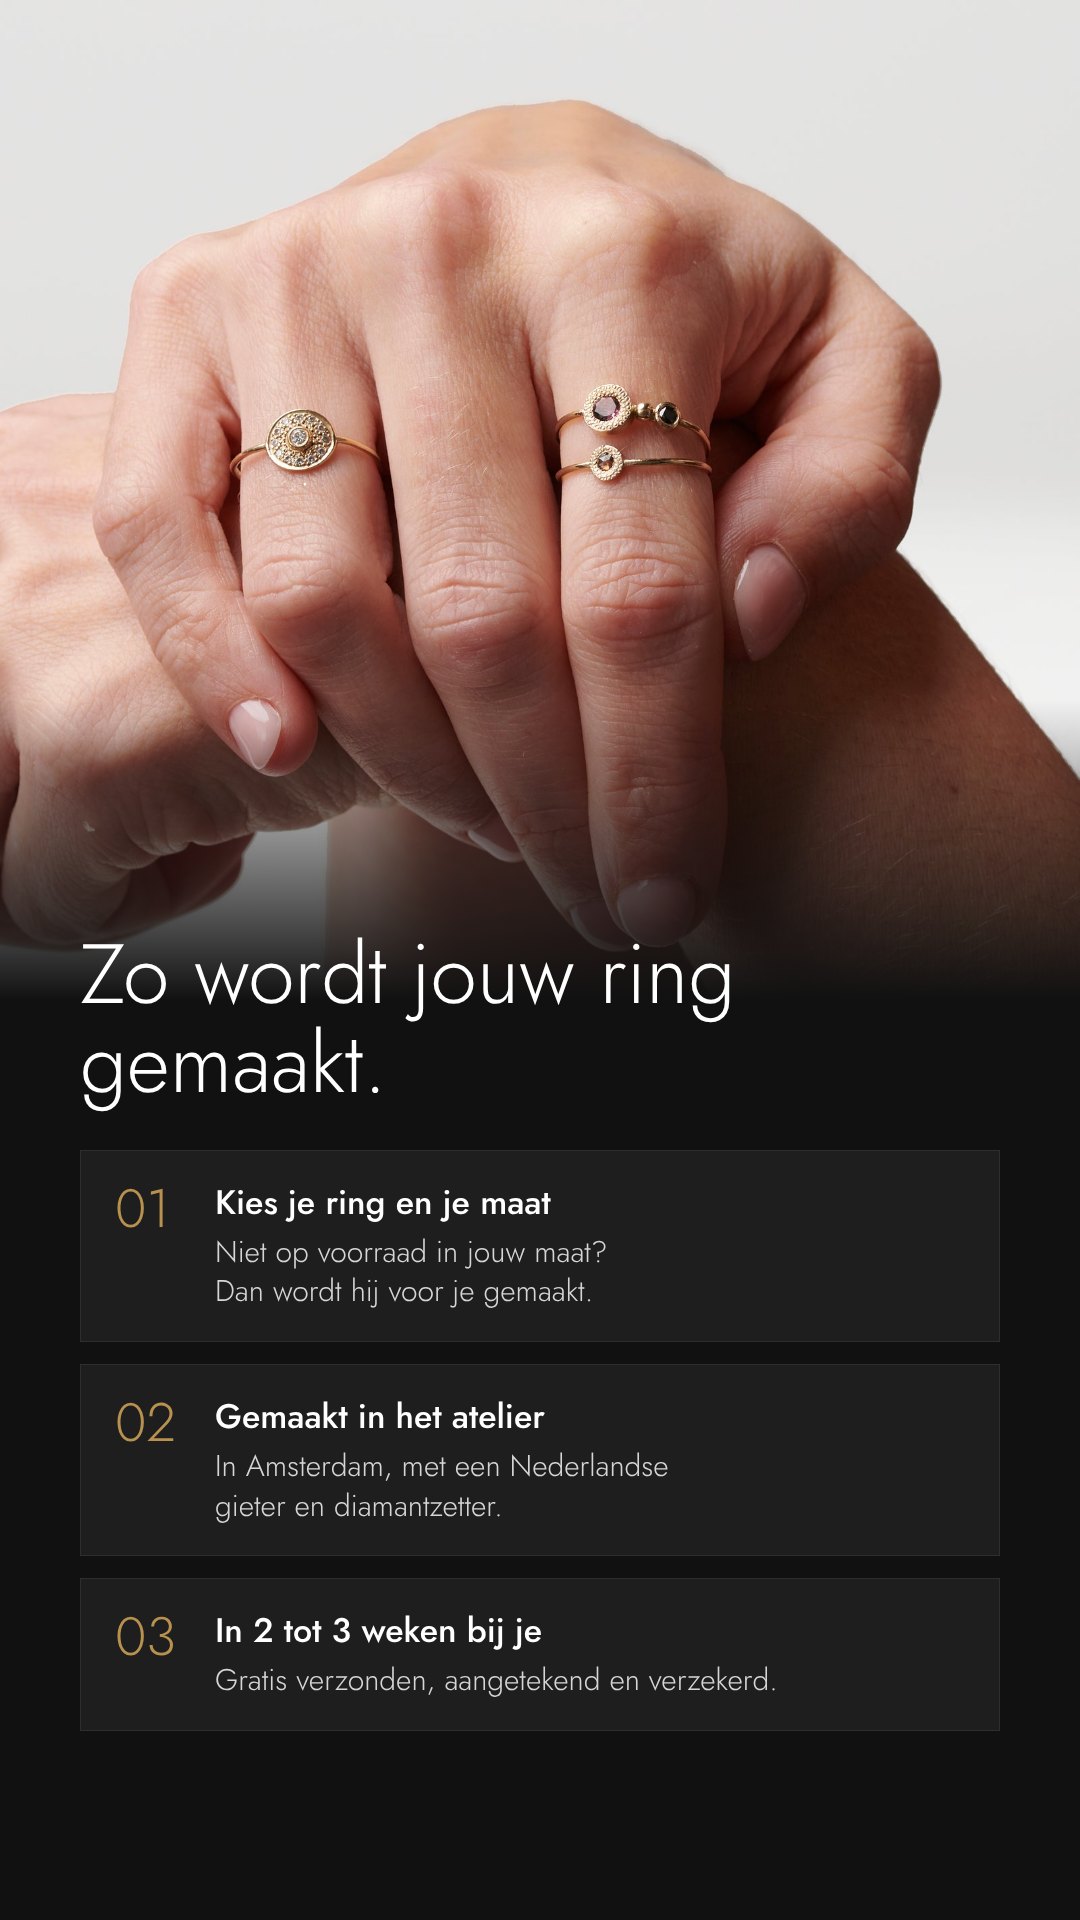 Zo wordt jouw ring
gemaakt.
01
Kies je ring en je maat
Niet op voorraad in jouw maat?
Dan wordt hij voor je gemaakt.
02
Gemaakt in het atelier
In Amsterdam, met een Nederlandse
gieter en diamantzetter.
03
In 2 tot 3 weken bij je
Gratis verzonden, aangetekend en verzekerd.